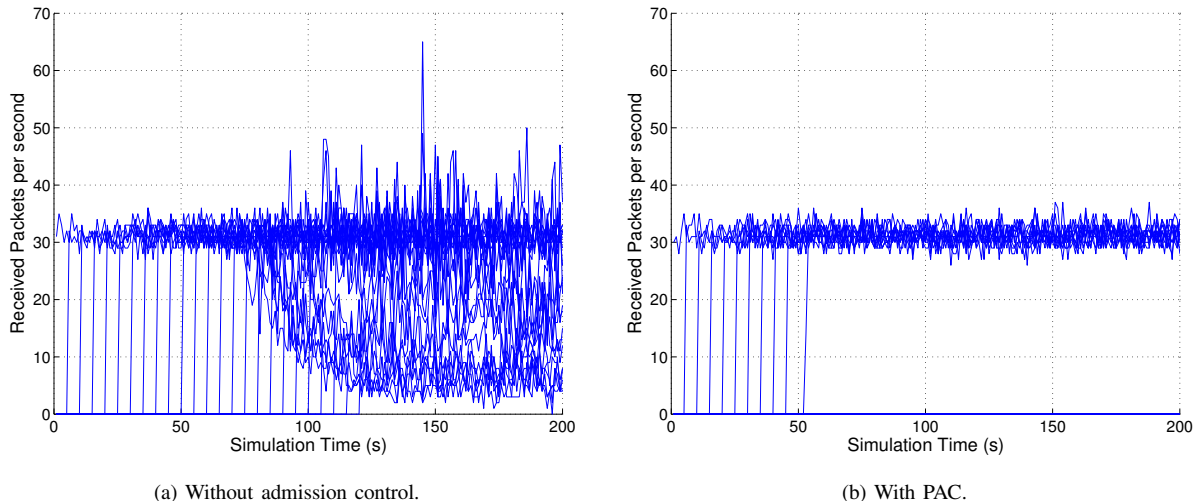 70
60
50
40
30
20
10
0
Received Packets per second
0 50 100 150 200
Simulation Time (s)
(a) Without admission control.
70
60
50
40
30
20
10
0
Received Packets per second
0 50 100 150 200
Simulation Time (s)
(b) With PAC.